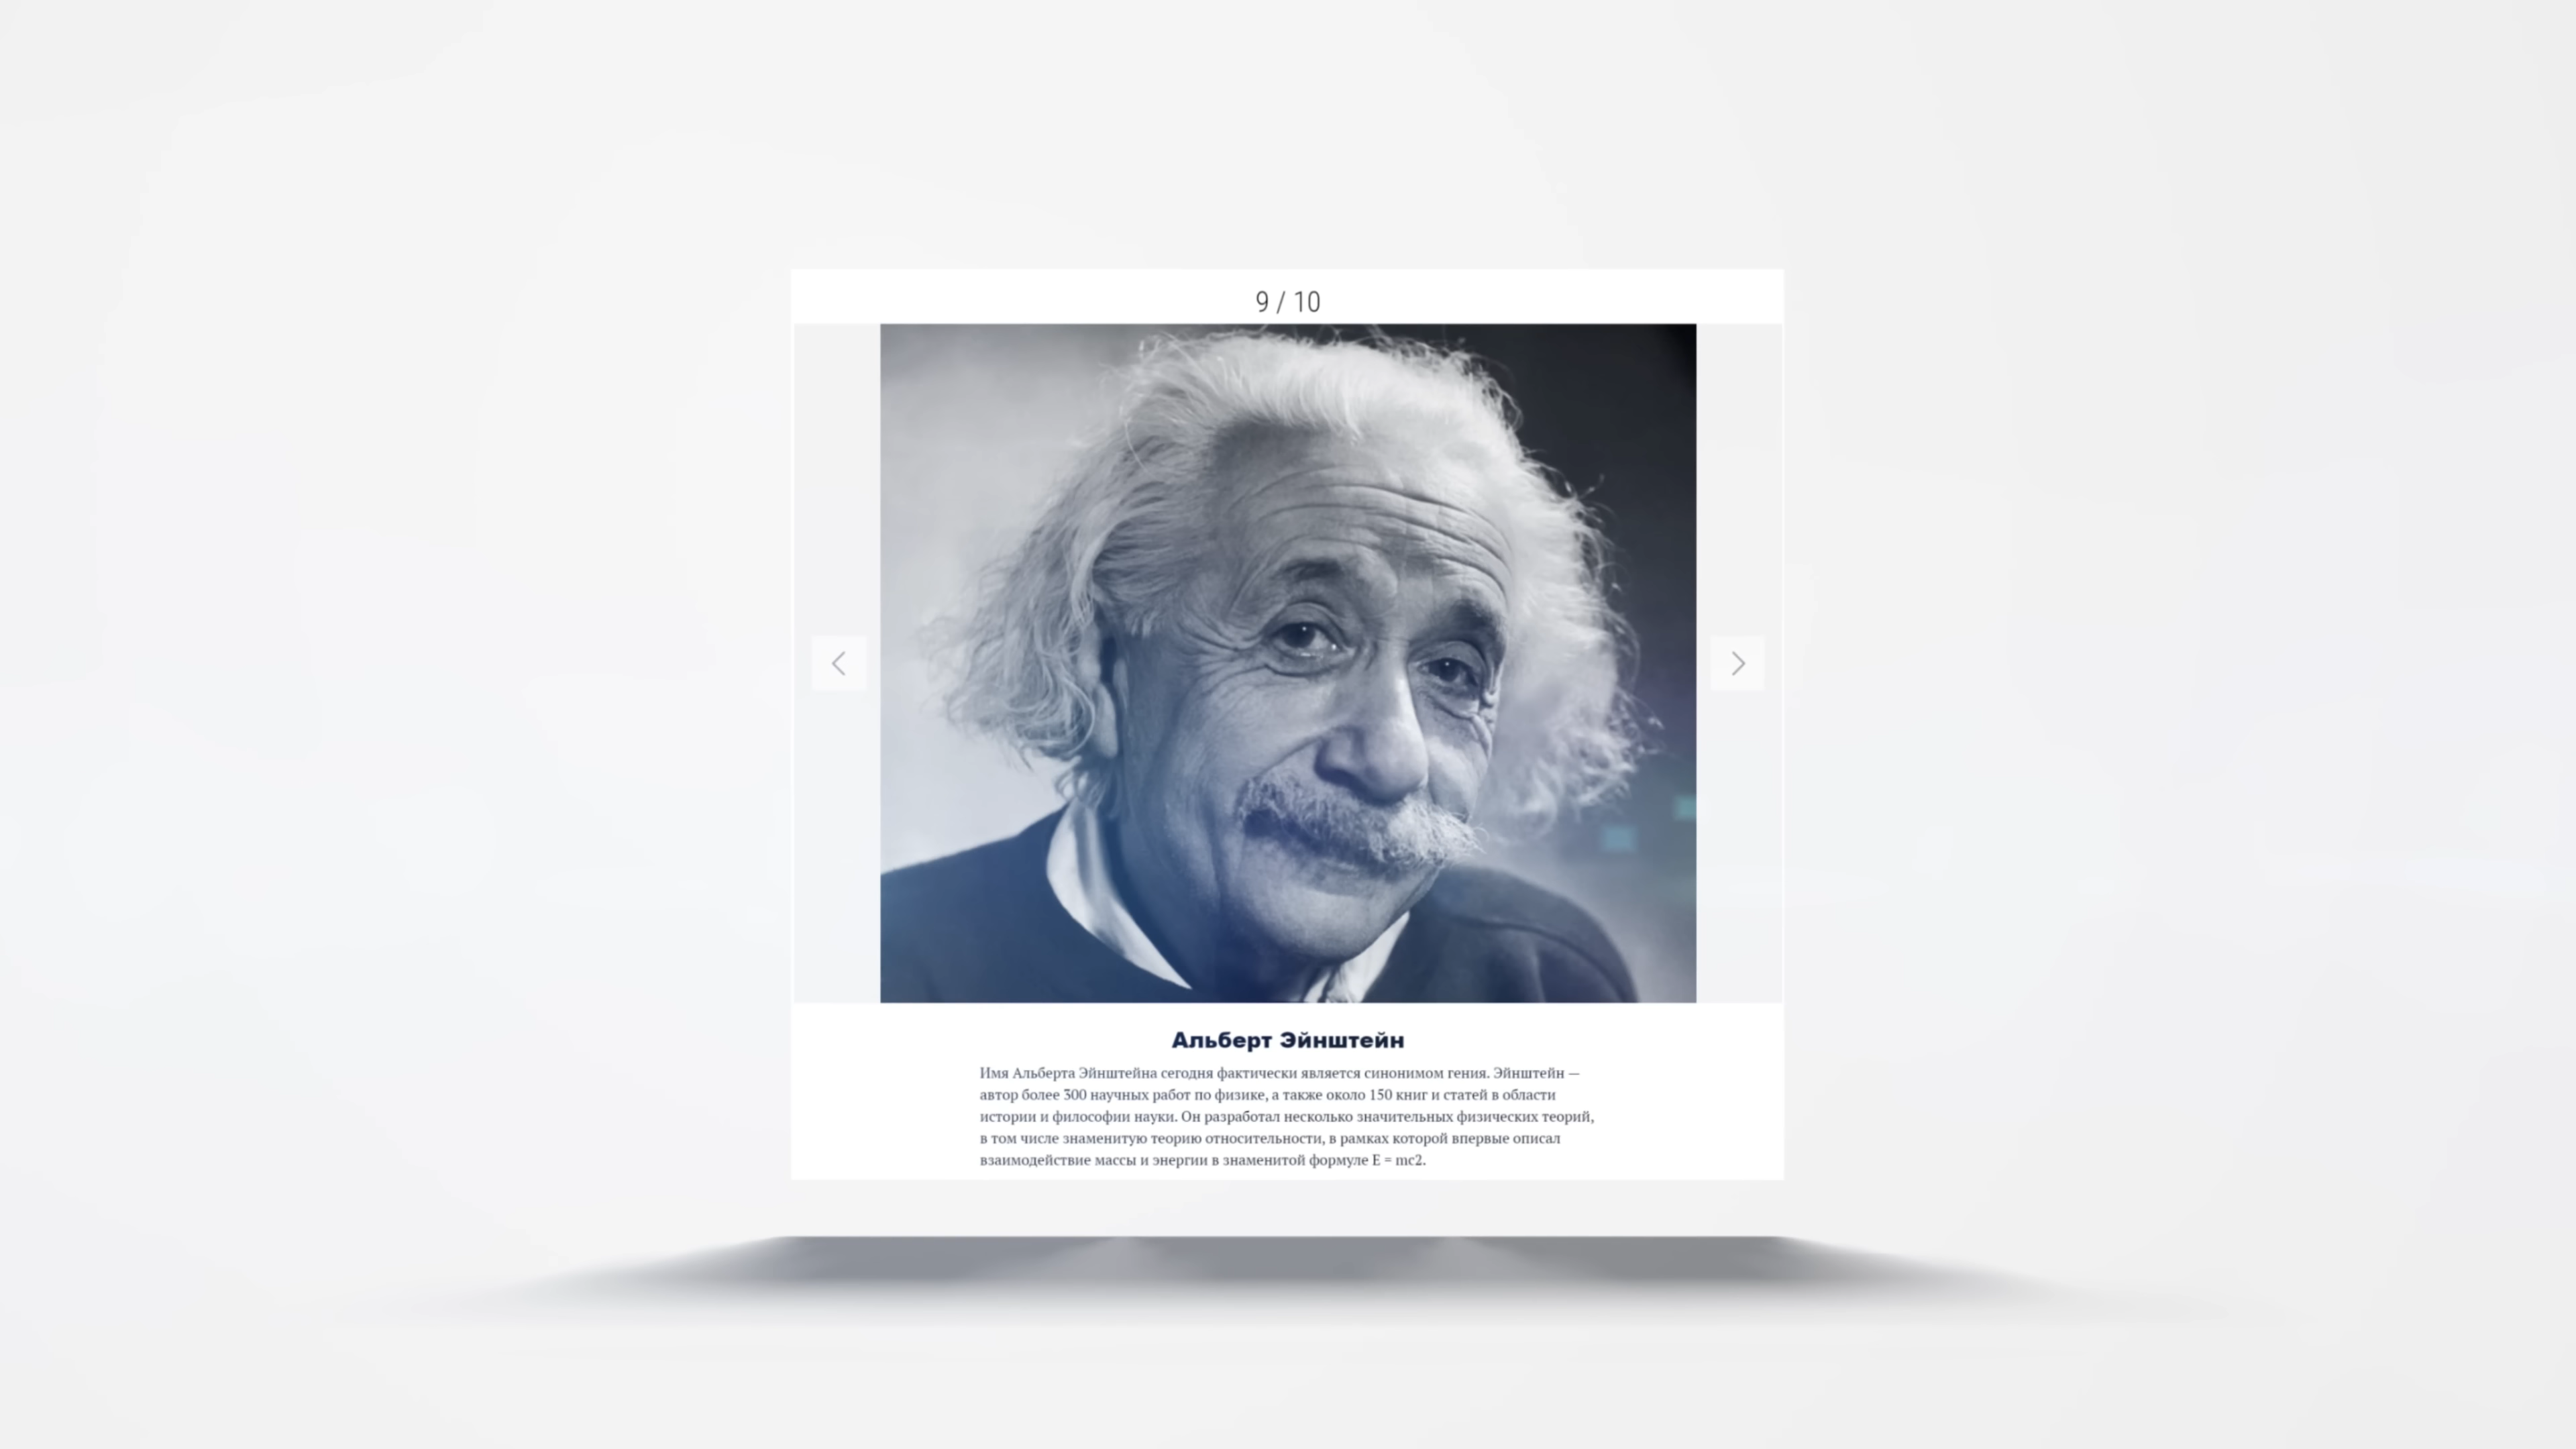 9 / 10
Альберт Эйнштейн
Имя Альберта Эйнштейна сегодня фактически является синонимом гения. Эйнштейн —
автор более 300 научных работ по физике, а также около 150 книг и статей в области
истории и философии науки. Он разработал несколько значительных физических теорий,
в том числе знаменитую теорию относительности, в рамках которой впервые описал
взаимодействие массы и энергии в знаменитой формуле E = mc2.